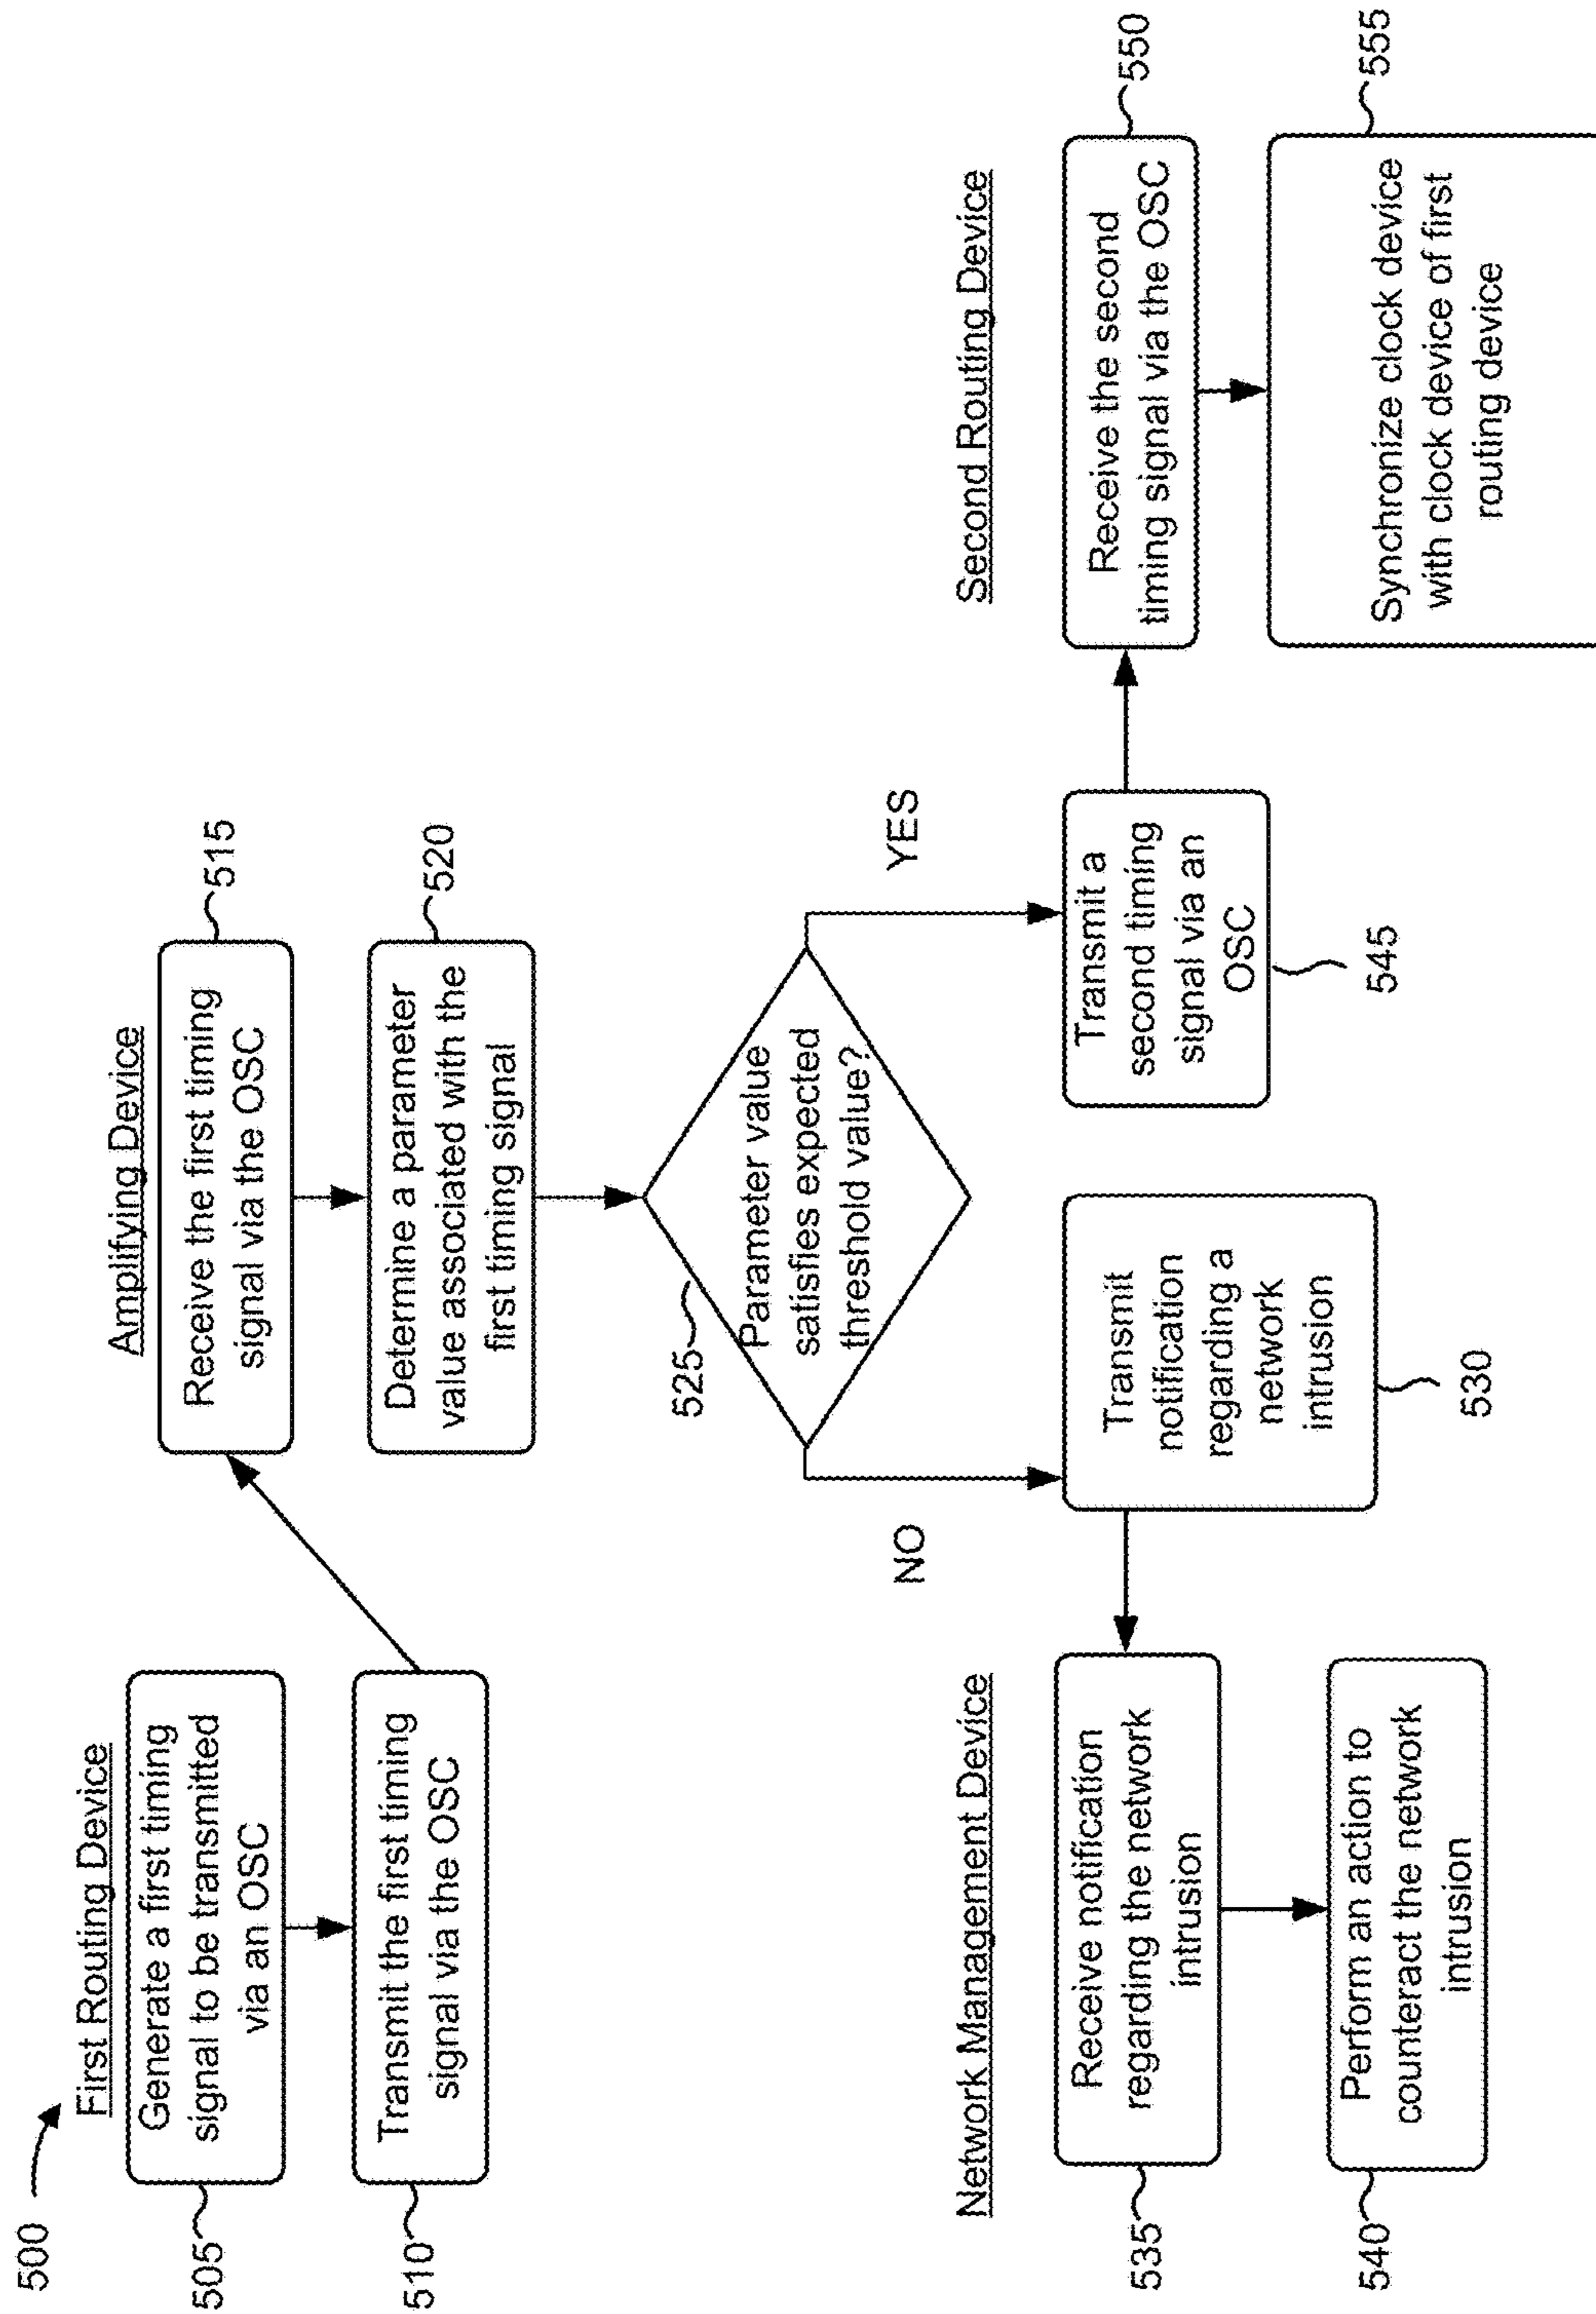 500
First Routing Device
505
Generate a first timing
signal to be transmitted
via an OSC
510
Transmit the first timing
signal via the OSC
Amplifying Device
Receive the first timing
signal via the OSC
515
Determine a parameter
value associated with the
first timing signal
520
525
Parameter value
satisfies expected
threshold value?
NO
YES
Transmit
notification
regarding a
network
intrusion
530
Transmit a
second timing
signal via an
OSC
545
Network Management Device
535
Receive notification
regarding the network
intrusion
540
Perform an action to
counteract the network
intrusion
Second Routing Device
Receive the second
timing signal via the OSC
550
Synchronize clock device
with clock device of first
routing device
555